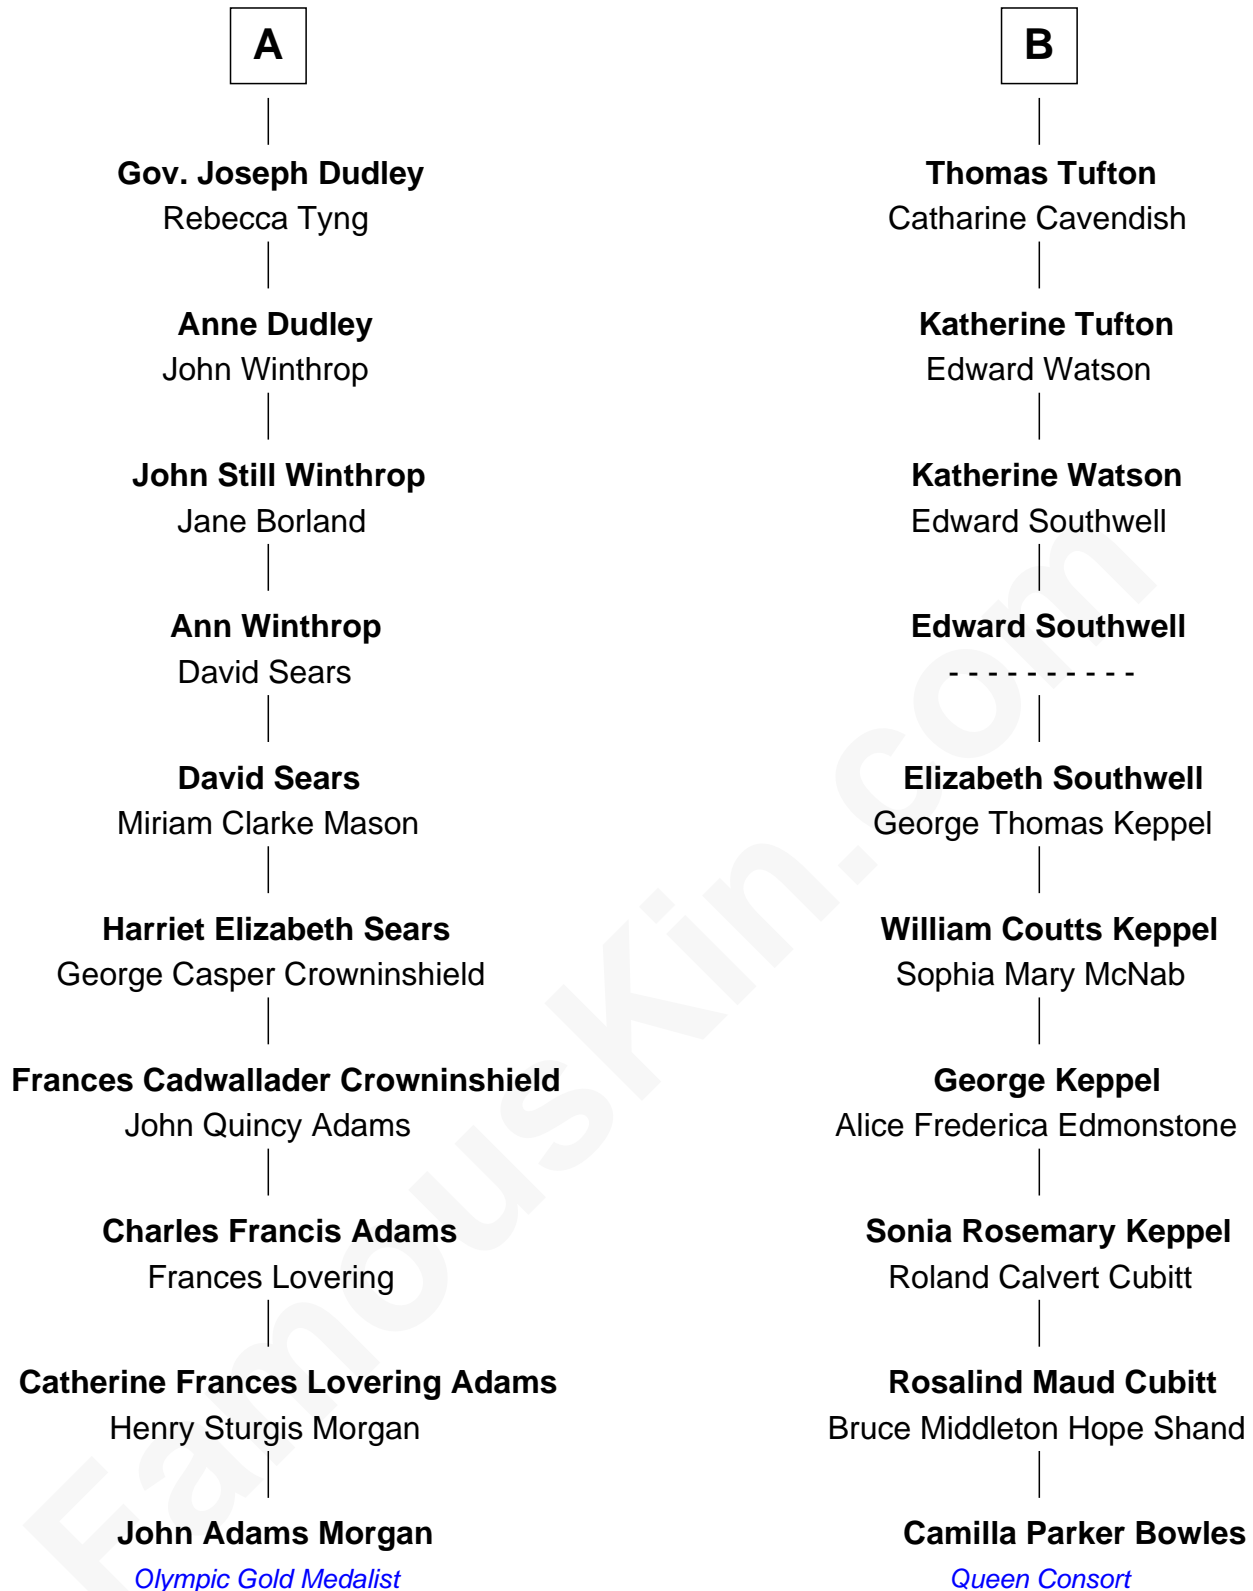 A
Gov. Joseph Dudley
Rebecca Tyng
Anne Dudley
John Winthrop
John Still Winthrop
Jane Borland
Ann Winthrop
David Sears
David Sears
Miriam Clarke Mason
Harriet Elizabeth Sears
George Casper Crowninshield
Frances Cadwallader Crowninshield
John Quincy Adams
Charles Francis Adams
Frances Lovering
Catherine Frances Lovering Adams
Henry Sturgis Morgan
John Adams Morgan
Olympic Gold Medalist
B
Thomas Tufton
Catharine Cavendish
Katherine Tufton
Edward Watson
Katherine Watson
Edward Southwell
Edward Southwell
- - - - - - - - - -
Elizabeth Southwell
George Thomas Keppel
William Coutts Keppel
Sophia Mary McNab
George Keppel
Alice Frederica Edmonstone
Sonia Rosemary Keppel
Roland Calvert Cubitt
Rosalind Maud Cubitt
Bruce Middleton Hope Shand
Camilla Parker Bowles
Queen Consort
FamousKin.com